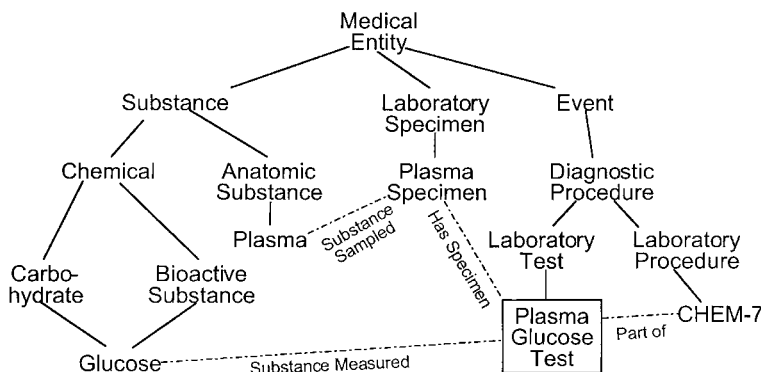 Medical
Entity
Substance
Laboratory
Specimen
Event
Chemical
Anatomic
Substance
Plasma
Specimen
Diagnostic
Procedure
Plasma
Substance
Sampled
Has Specimen
Laboratory
Test
Laboratory
Procedure
Carbo-
hydrate
Bioactive
Substance
Plasma
Glucose
Test
Part of
CHEM-7
Glucose
Substance Measured